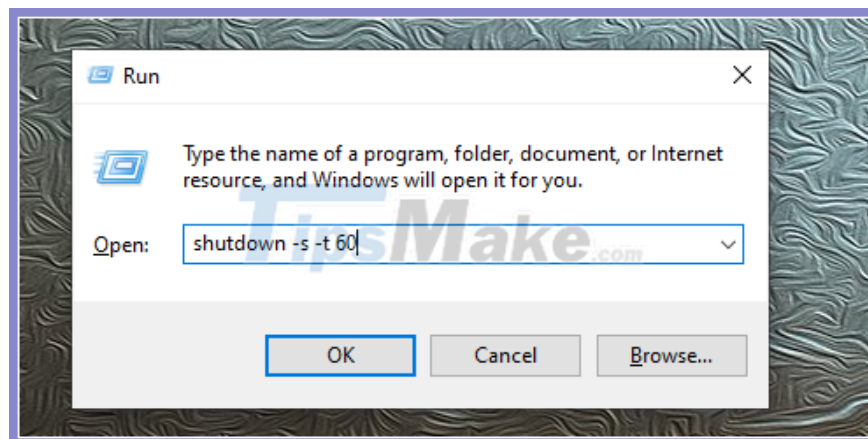 Run
Type the name of a program, folder, document, or Internet
resource, and Windows will open it for you.
TipsMake.com
Open: shutdown -s -t 60
OK Cancel Browse...